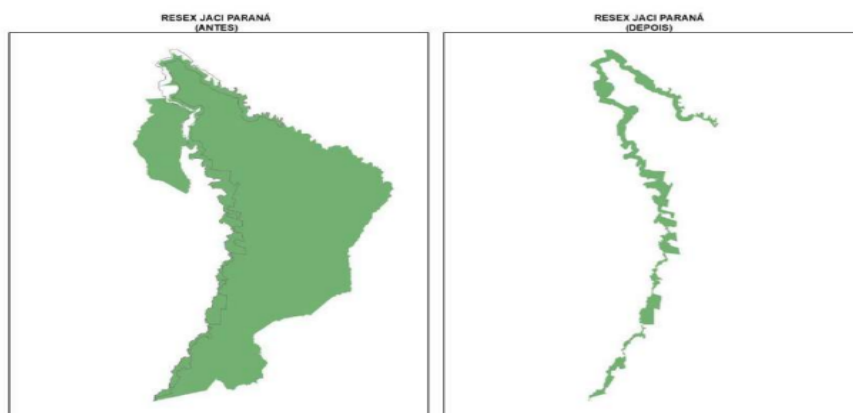 RESEX JACI PARANÁ
(ANTES)
RESEX JACI PARANÁ
(DEPOIS)